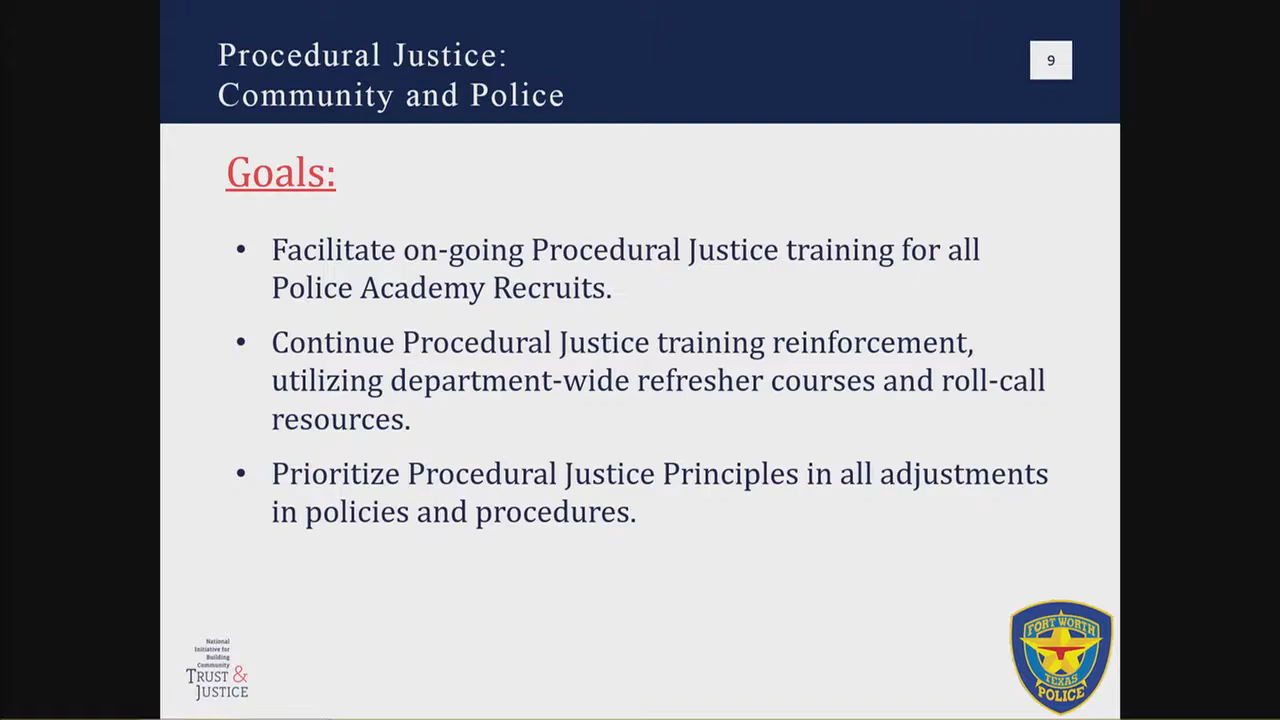 Procedural Justice:
Community and Police
9
Goals:
• Facilitate on-going Procedural Justice training for all
Police Academy Recruits.
• Continue Procedural Justice training reinforcement,
utilizing department-wide refresher courses and roll-call
resources.
• Prioritize Procedural Justice Principles in all adjustments
in policies and procedures.
National
Initiative for
Building
Community
TRUST &
JUSTICE
FORT WORTH
TEXAS
POLICE